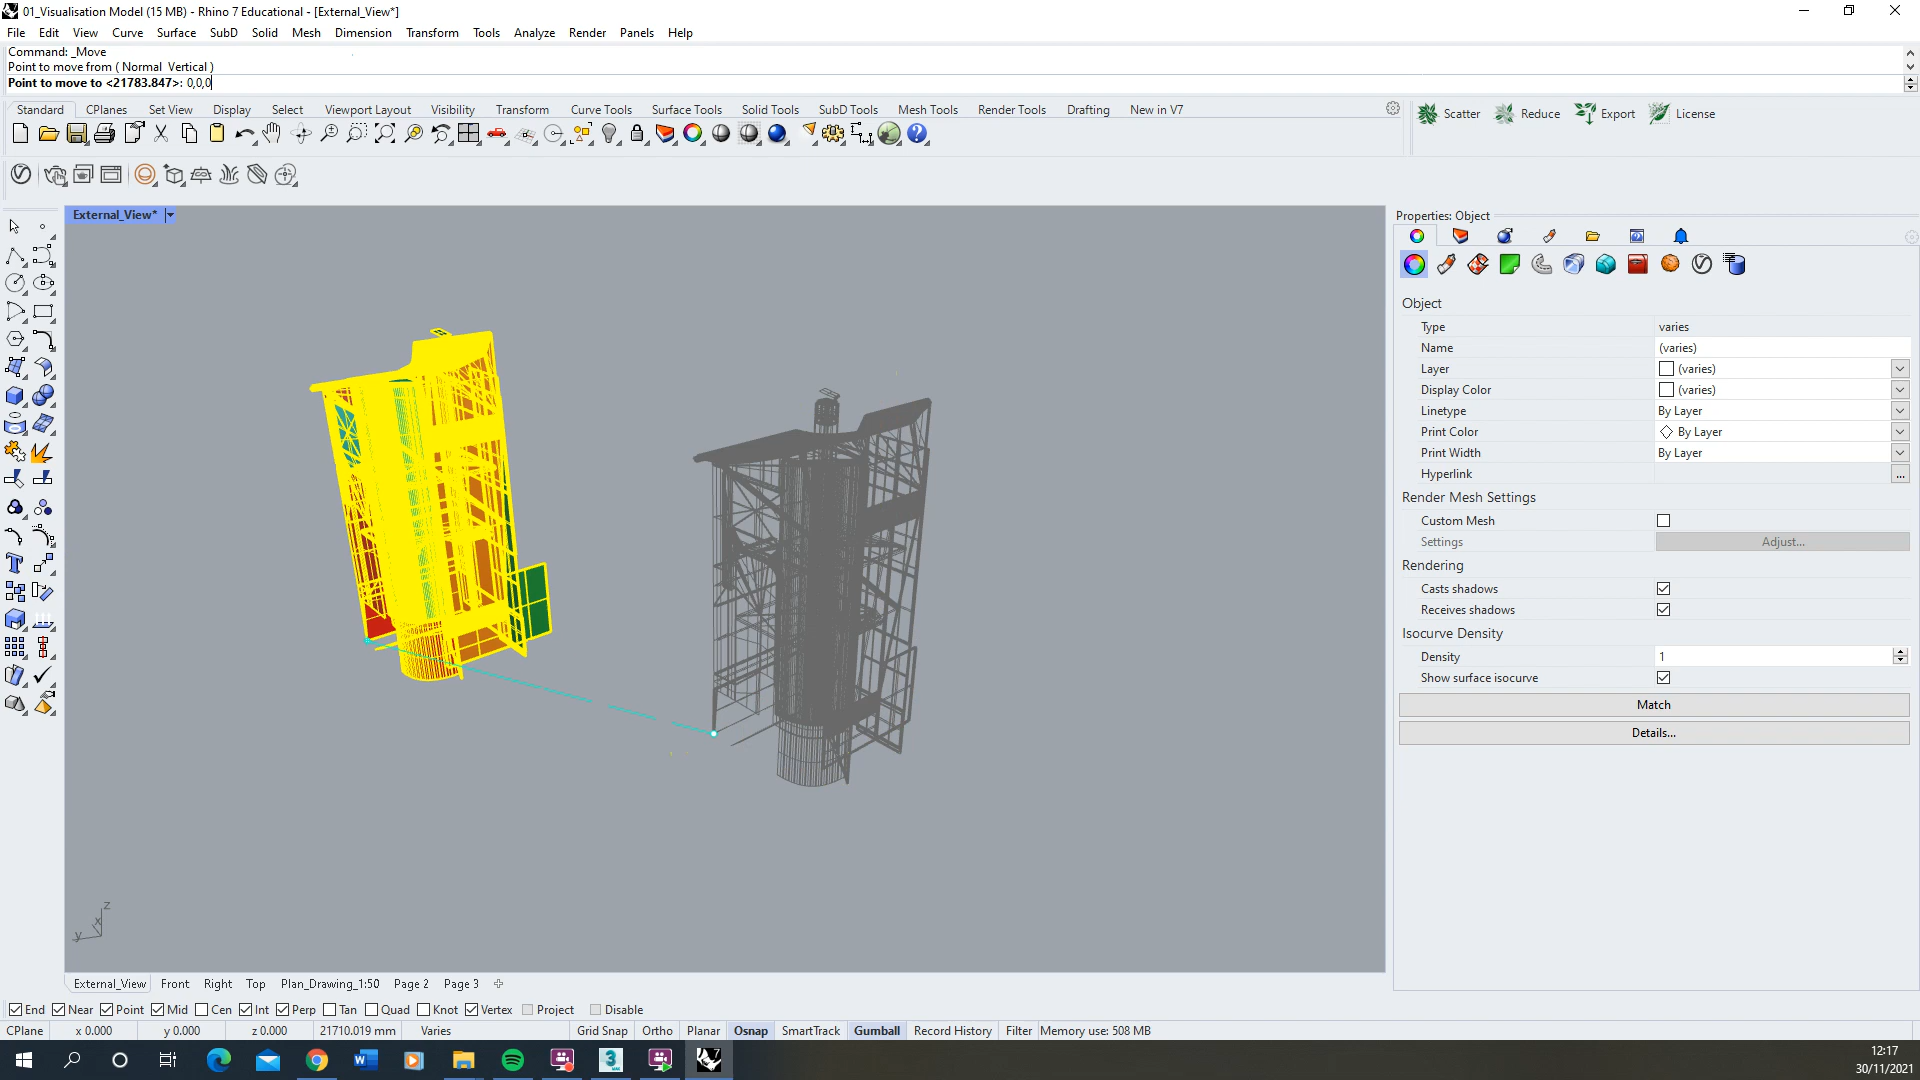 01_Visualisation Model (15 MB) - Rhino 7 Educational - [External_View*]
File Edit View Curve Surface SubD Solid Mesh Dimension Transform Tools Analyze Render Panels Help
Command: _Move
Point to move from ( Normal Vertical )
Point to move to <21783.847>: 0,0,0
Standard CPlanes Set View Display Select Viewport Layout Visibility Transform Curve Tools Surface Tools Solid Tools SubD Tools Mesh Tools Render Tools Drafting New in V7
Scatter Reduce Export License
External_View*
Properties: Object
Object
Type varies
Name (varies)
Layer (varies)
Display Color (varies)
Linetype By Layer
Print Color By Layer
Print Width By Layer
Hyperlink ...
Render Mesh Settings
Custom Mesh
Settings Adjust...
Rendering
Casts shadows
Receives shadows
Isocurve Density
Density 1
Show surface isocurve
Match
Details...
z
x
y
External_View Front Right Top Plan_Drawing_1:50 Page 2 Page 3
End Near Point Mid Cen Int Perp Tan Quad Knot Vertex Project Disable
CPlane x 0.000 y 0.000 z 0.000 21710.019 mm Varies Grid Snap Ortho Planar Osnap SmartTrack Gumball Record History Filter Memory use: 508 MB
12:17
30/11/2021